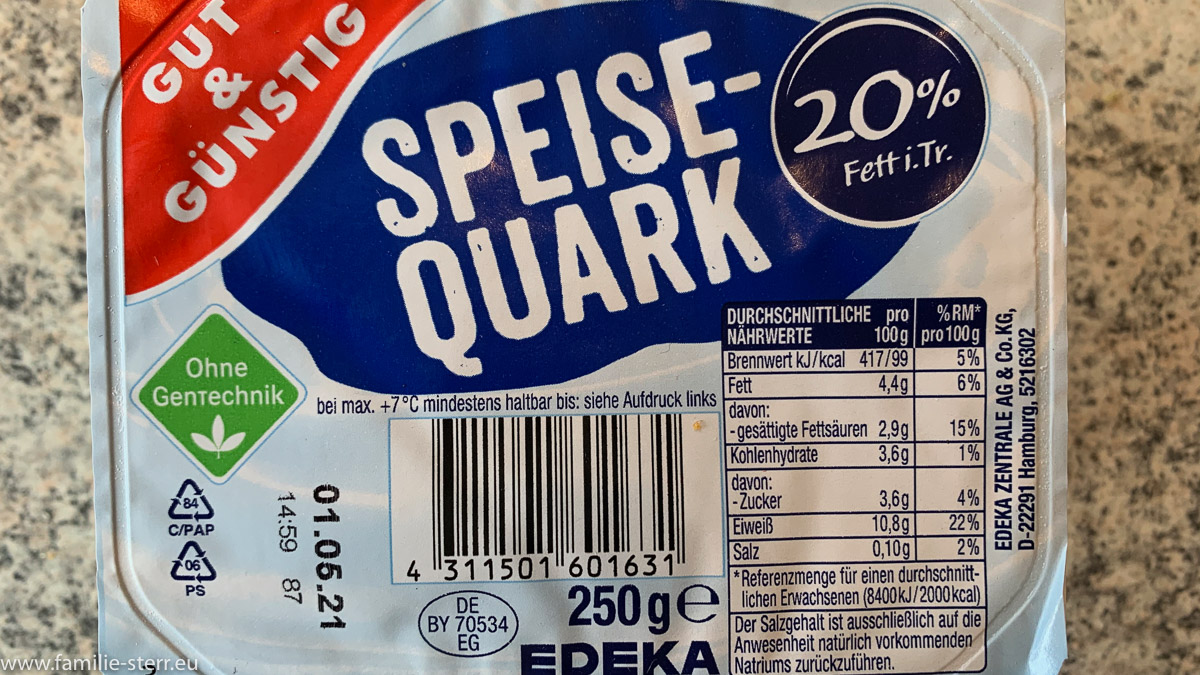 GUT
&
GÜNSTIG
SPEISE-
QUARK
20%
Fett i.Tr.
Ohne
GenTechnik
bei max. +7°C mindestens haltbar bis: siehe Aufdruck links
84
C/PAP
06
PS
01.05.21
14:59 87
4 311501 601631
DE
BY 70534
EG
250 g e
EDEKA
DURCHSCHNITTLICHE pro %RM*
NÄHRWERTE 100g pro 100g
Brennwert kJ/kcal 417/99 5%
Fett 4,4g 6%
davon:
-gesättigte Fettsäuren 2,9g 15%
Kohlenhydrate 3,6g 1%
davon:
-Zucker 3,6g 4%
Eiweiß 10,8g 22%
Salz 0,10g 2%
*Referenzmenge für einen durchschnitt-
lichen Erwachsenen (8400kJ/2000kcal)
Der Salzgehalt ist ausschließlich auf die
Anwesenheit natürlich vorkommenden
Natriums zurückzuführen.
EDEKA ZENTRALE AG & Co. KG,
D-22291 Hamburg, 5216302
www.familie-sterr.eu